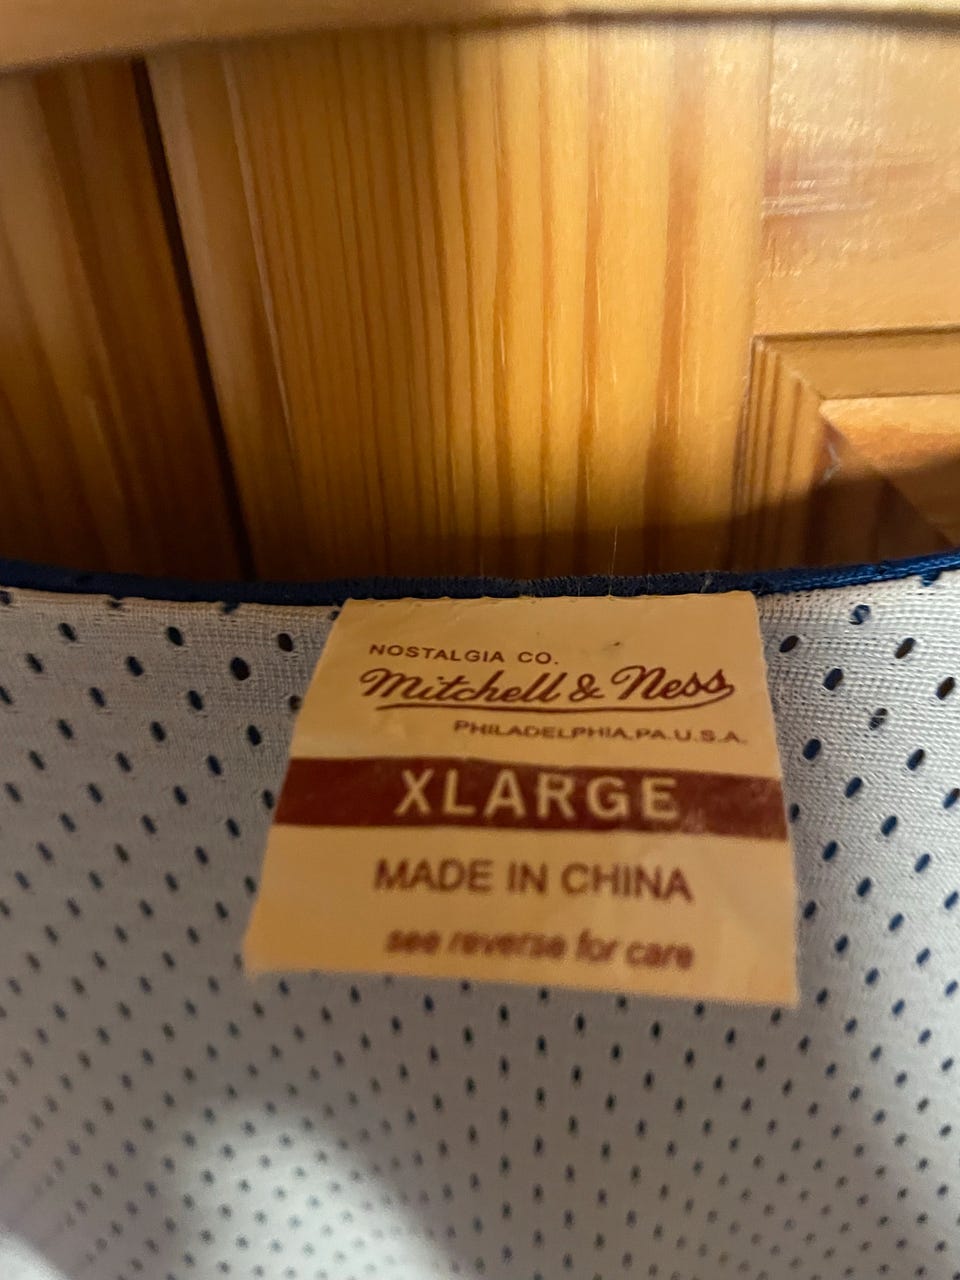 NOSTALGIA CO.
Mitchell & Ness
PHILADELPHIA, PA. U.S.A.
XLARGE
MADE IN CHINA
see reverse for care